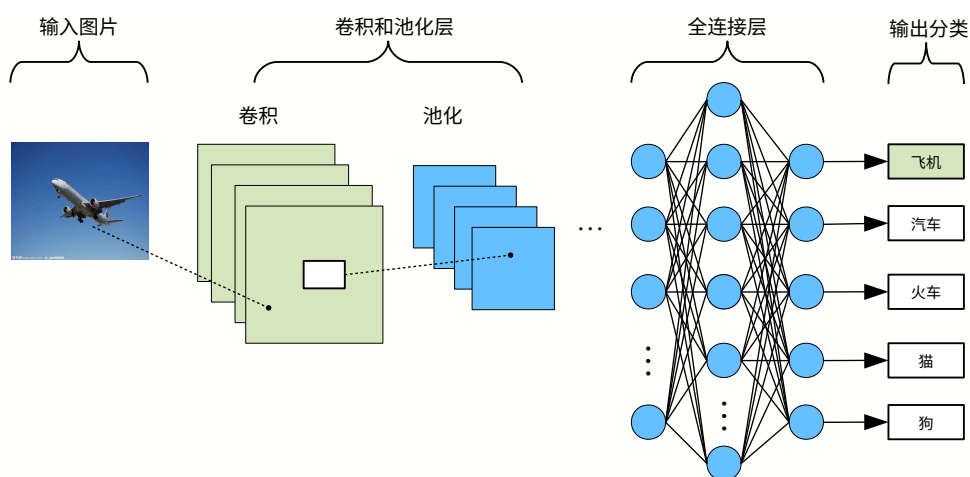 输入图片
卷积和池化层
全连接层
输出分类
卷积
池化
飞机
...
汽车
火车
猫
狗